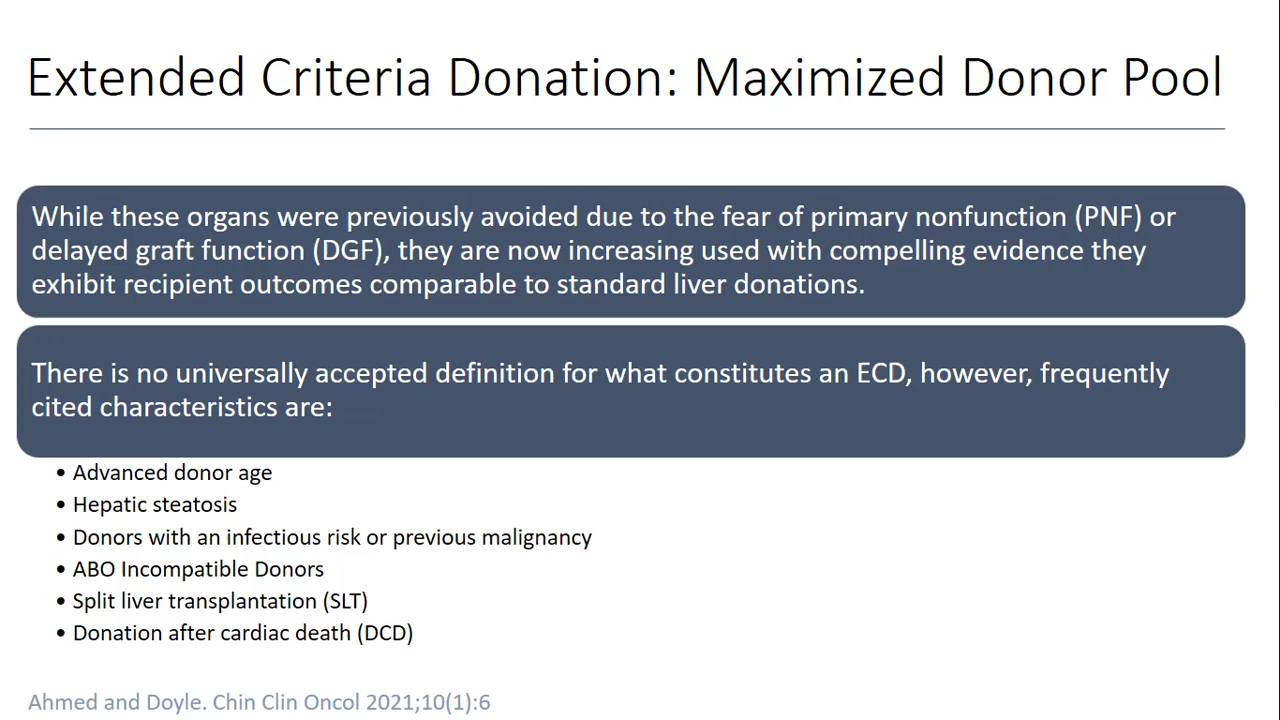 Extended Criteria Donation: Maximized Donor Pool
While these organs were previously avoided due to the fear of primary nonfunction (PNF) or
delayed graft function (DGF), they are now increasing used with compelling evidence they
exhibit recipient outcomes comparable to standard liver donations.
There is no universally accepted definition for what constitutes an ECD, however, frequently
cited characteristics are:
• Advanced donor age
• Hepatic steatosis
• Donors with an infectious risk or previous malignancy
• ABO Incompatible Donors
• Split liver transplantation (SLT)
• Donation after cardiac death (DCD)
Ahmed and Doyle. Chin Clin Oncol 2021;10(1):6